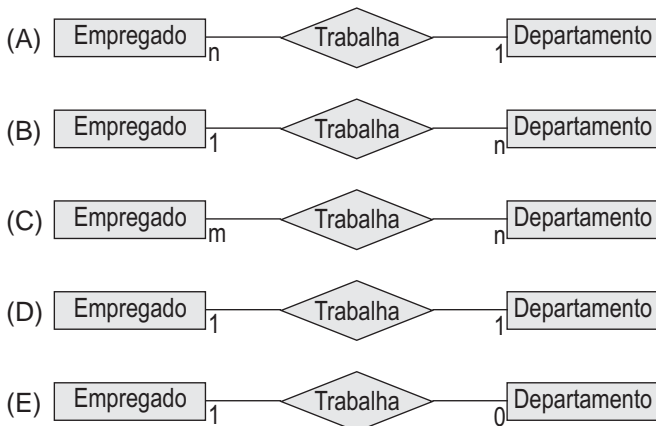 (A) Empregado n Trabalha 1 Departamento
(B) Empregado 1 Trabalha n Departamento
(C) Empregado m Trabalha n Departamento
(D) Empregado 1 Trabalha 1 Departamento
(E) Empregado 1 Trabalha 0 Departamento